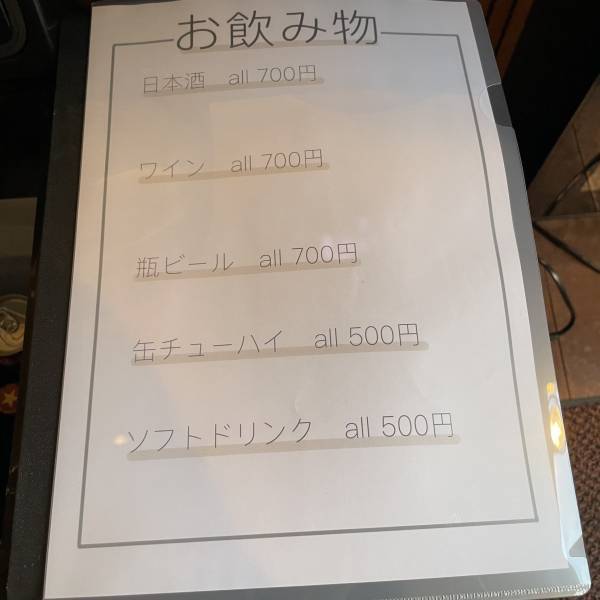 お飲み物
日本酒 all 700円
ワイン all 700円
瓶ビール all 700円
缶チューハイ all 500円
ソフトドリンク all 500円